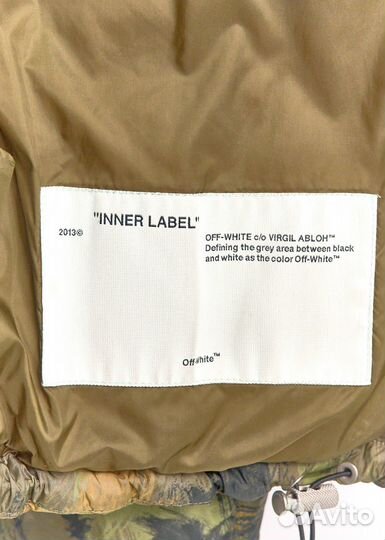 "INNER LABEL"
2013©
OFF-WHITE c/o VIRGIL ABLOH™
Defining the grey area between black
and white as the color Off-White™
Off-White™
Avito